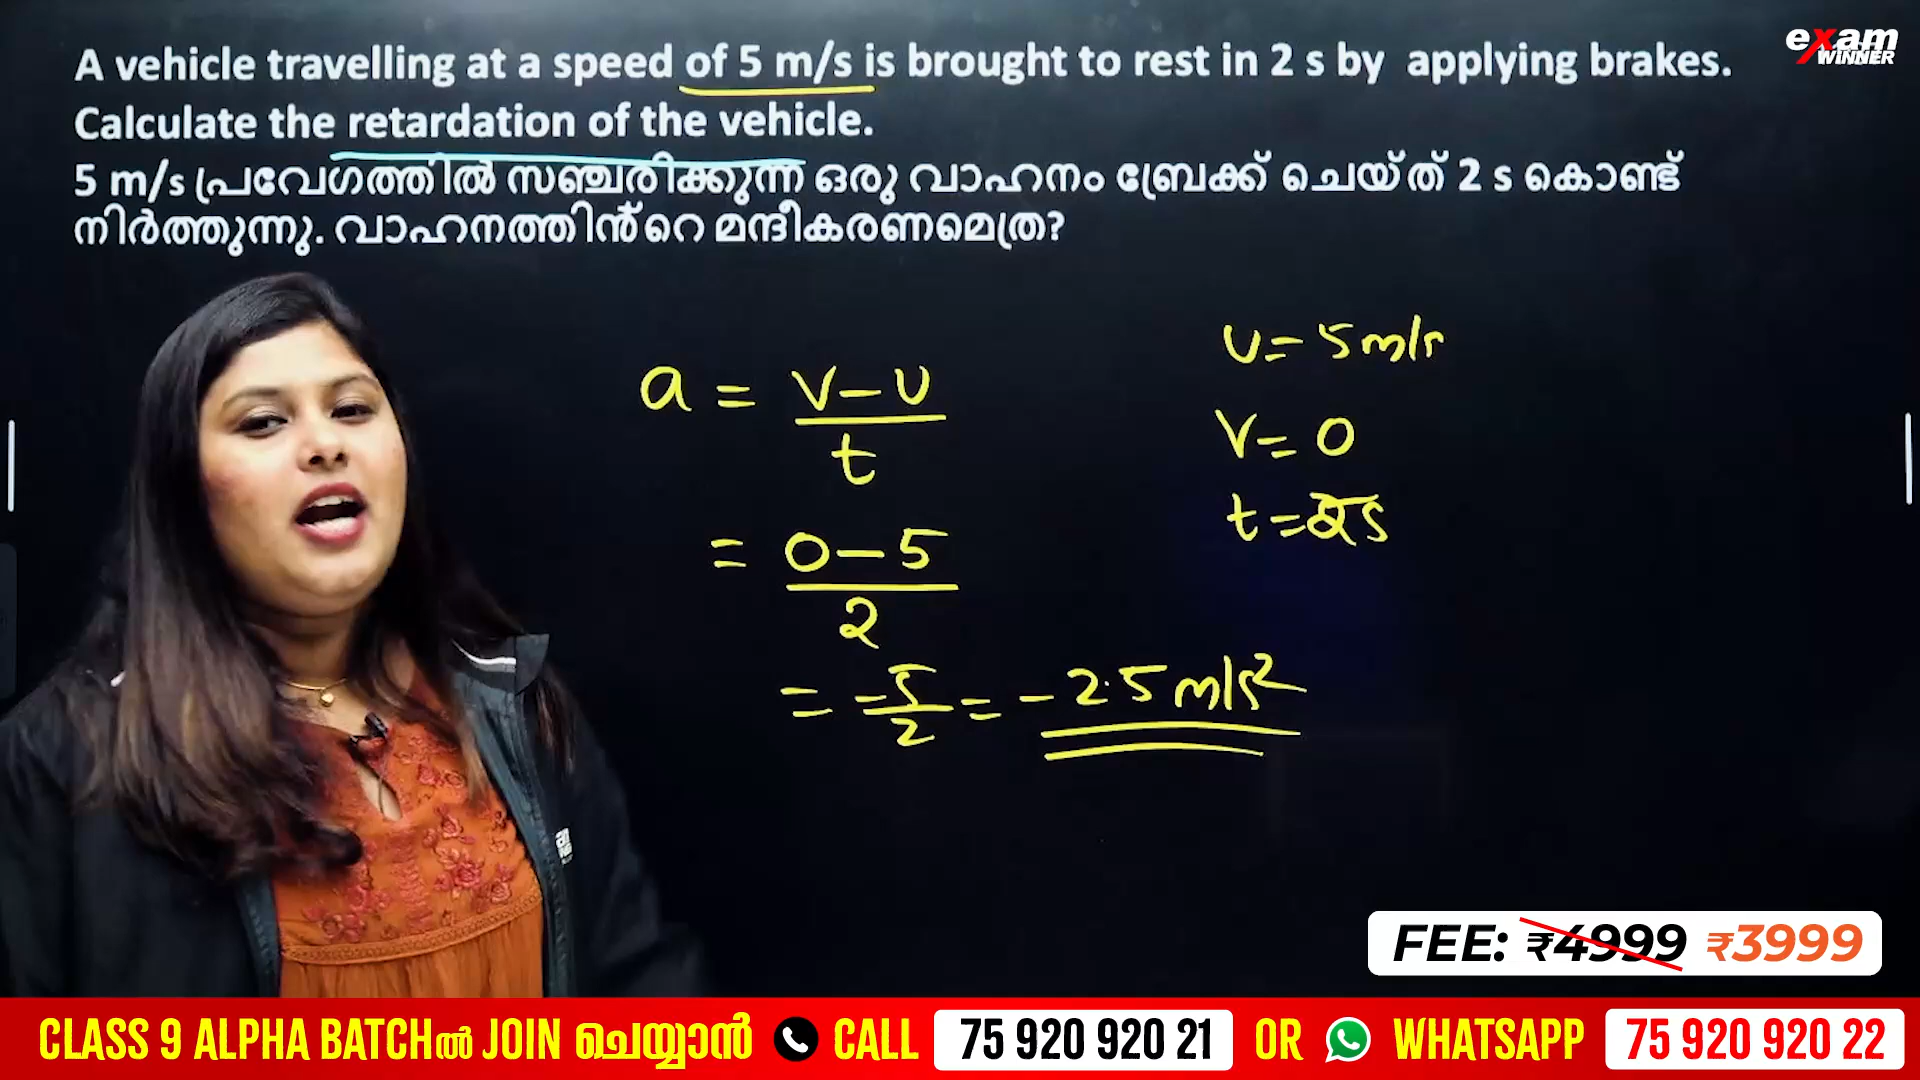 exam
WINNER
A vehicle travelling at a speed of 5 m/s is brought to rest in 2 s by applying brakes.
Calculate the retardation of the vehicle.
5 m/s പ്രവേഗത്തിൽ സഞ്ചരിക്കുന്ന ഒരു വാഹനം ബ്രേക്ക് ചെയ്ത് 2 s കൊണ്ട്
നിർത്തുന്നു. വാഹനത്തിൻ്റെ മന്ദീകരണമെത്ര?
u = 5 m/s
a = v - u / t
v = 0
t = 2s
= 0 - 5 / 2
= -5/2 = -2.5 m/s²
FEE: ₹4999 ₹3999
CLASS 9 ALPHA BATCHൽ JOIN ചെയ്യാൻ CALL 75 920 920 21 OR WHATSAPP 75 920 920 22